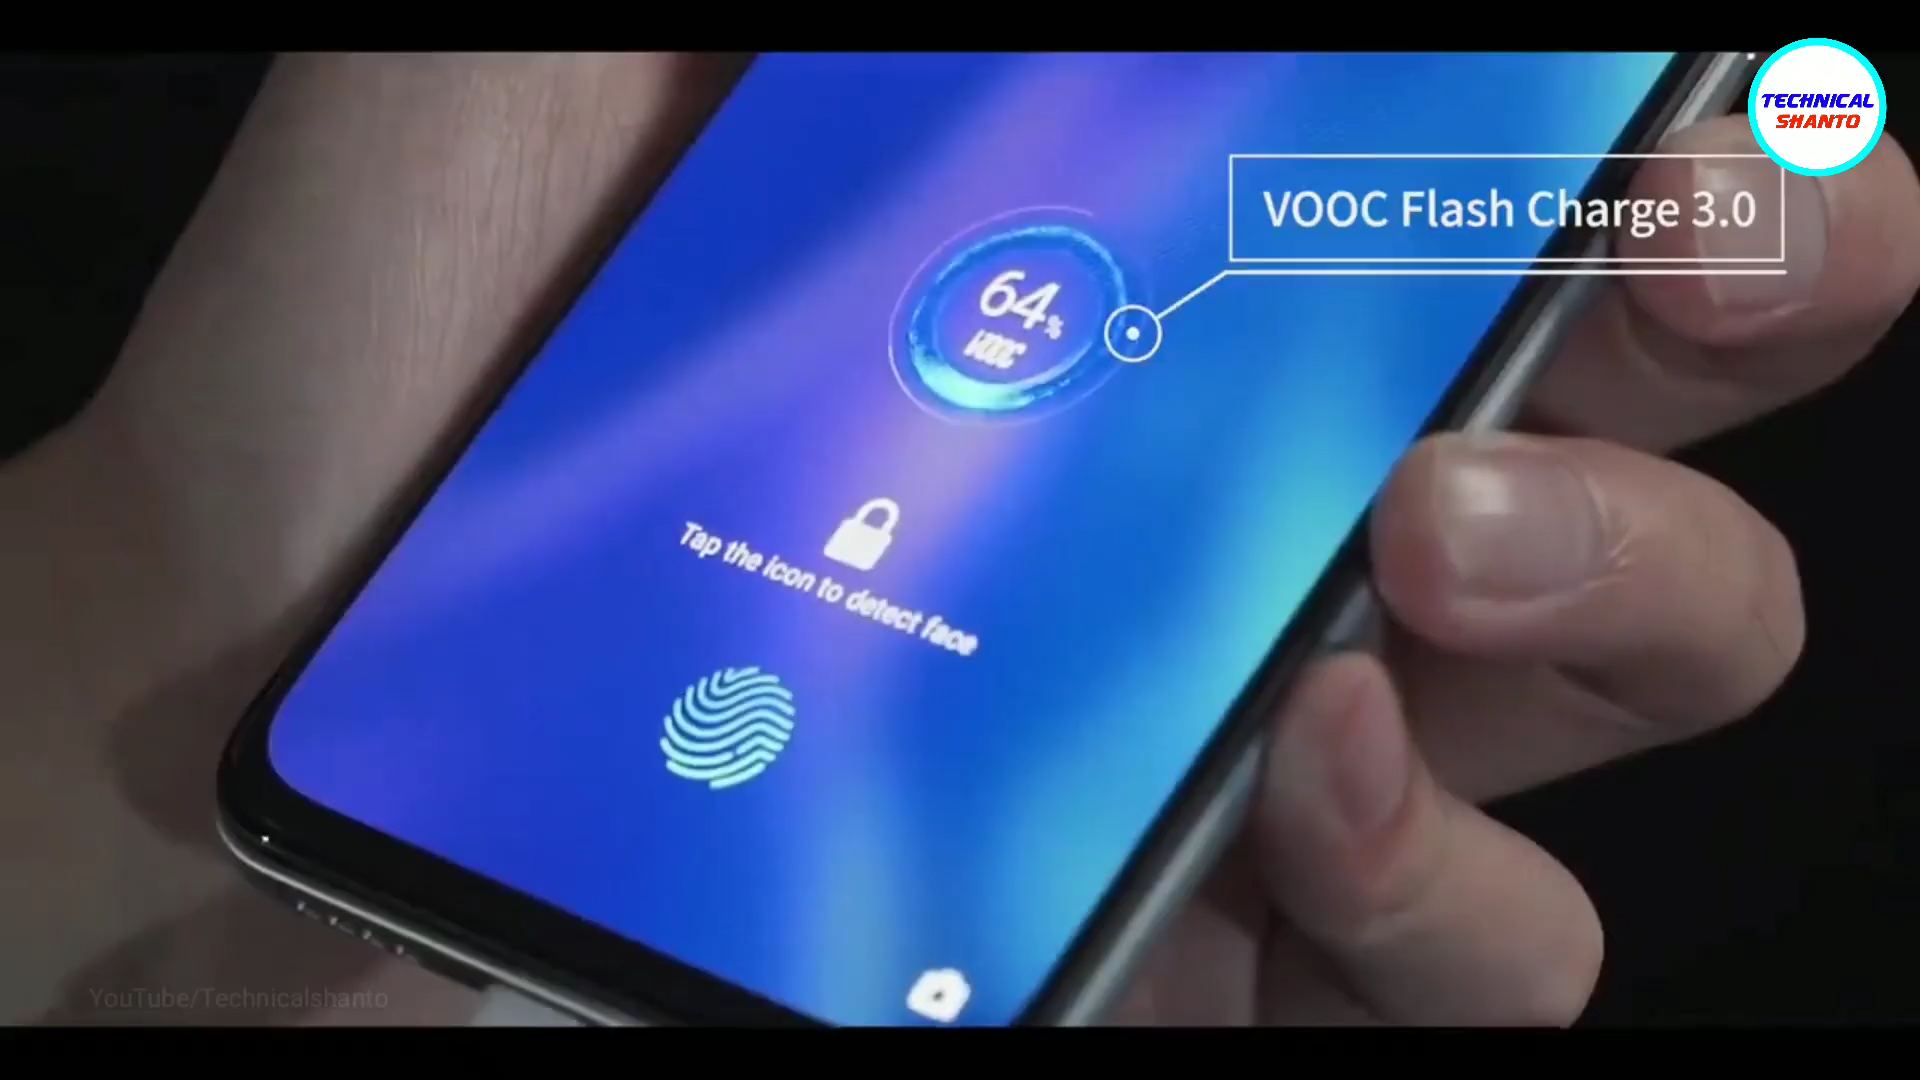 TECHNICAL
SHANTO
VOOC Flash Charge 3.0
64%
VOOC
Tap the icon to detect face
YouTube/Technicalshanto